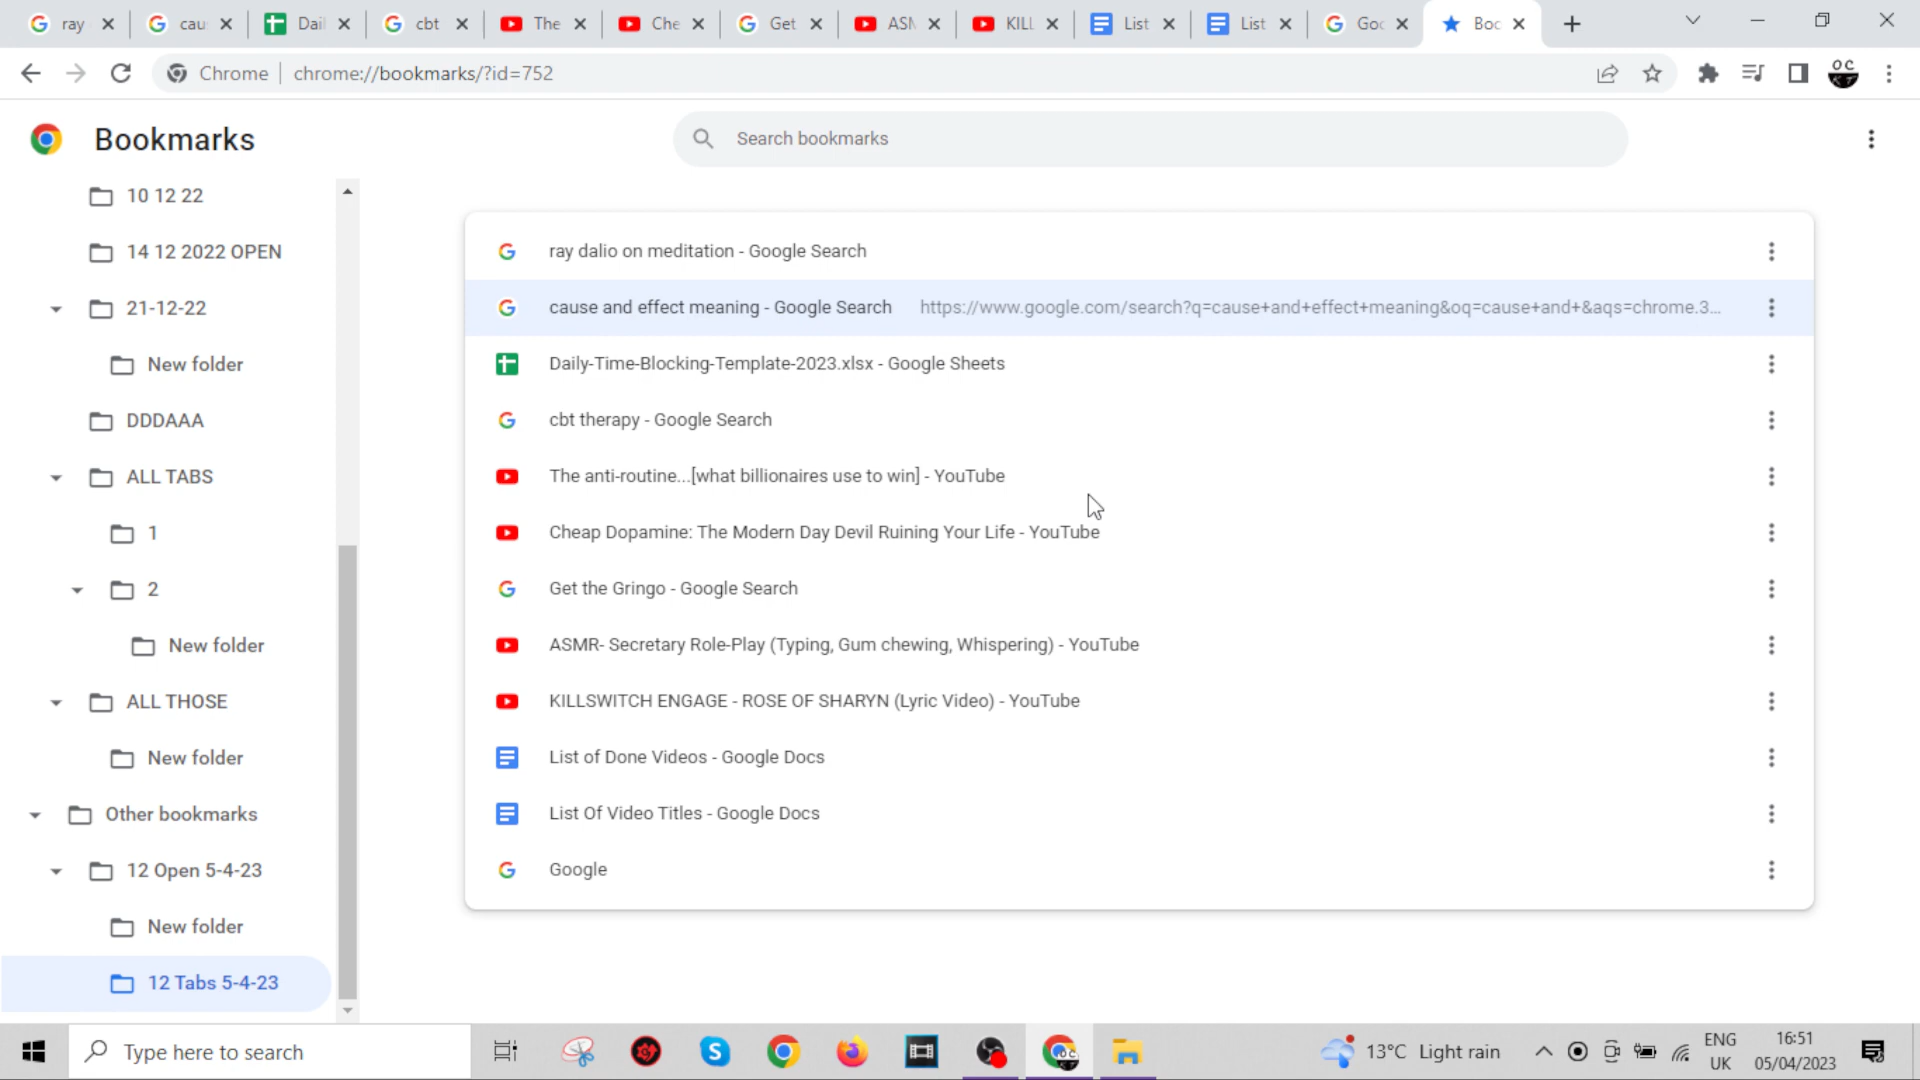 ray
cau
Dail
cbt
The
Che
Get
ASM
KILL
List
List
Goo
Boo
Chrome
chrome://bookmarks/?id=752
OC
Bookmarks
Search bookmarks
10 12 22
14 12 2022 OPEN
21-12-22
New folder
DDDAAA
ALL TABS
1
2
New folder
ALL THOSE
New folder
Other bookmarks
12 Open 5-4-23
New folder
12 Tabs 5-4-23
ray dalio on meditation - Google Search
cause and effect meaning - Google Search https://www.google.com/search?q=cause+and+effect+meaning&oq=cause+and+&aqs=chrome.3...
Daily-Time-Blocking-Template-2023.xlsx - Google Sheets
cbt therapy - Google Search
The anti-routine...[what billionaires use to win] - YouTube
Cheap Dopamine: The Modern Day Devil Ruining Your Life - YouTube
Get the Gringo - Google Search
ASMR- Secretary Role-Play (Typing, Gum chewing, Whispering) - YouTube
KILLSWITCH ENGAGE - ROSE OF SHARYN (Lyric Video) - YouTube
List of Done Videos - Google Docs
List Of Video Titles - Google Docs
Google
Type here to search
13°C Light rain
ENG
UK
16:51
05/04/2023